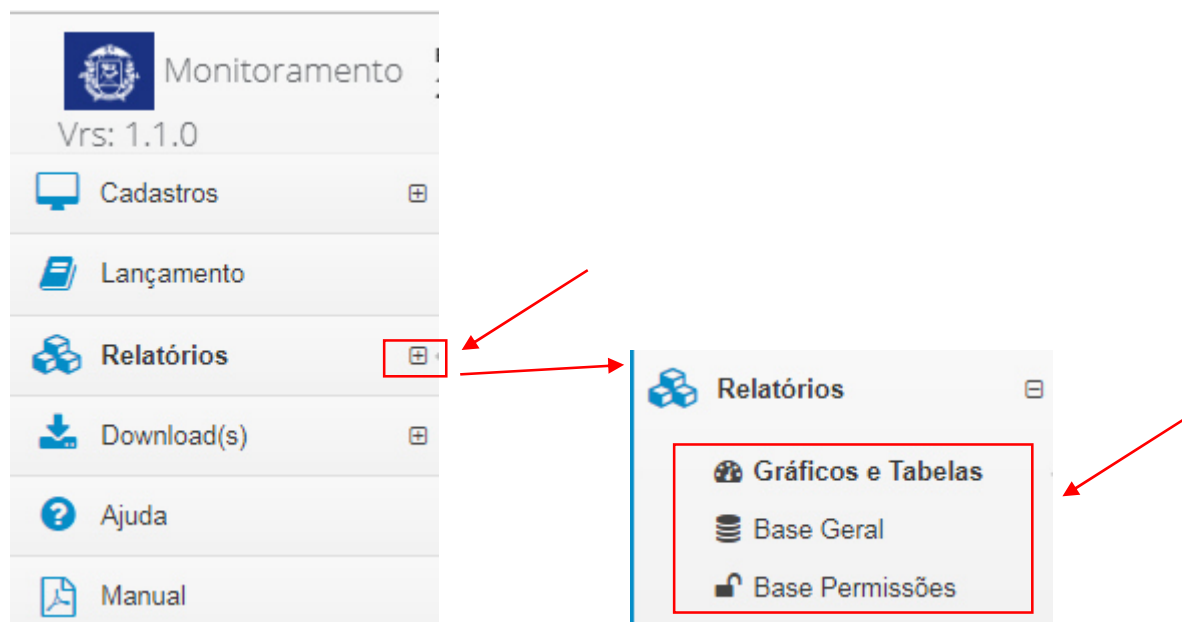 Monitoramento
Vrs: 1.1.0
Cadastros
Lançamento
Relatórios
Download(s)
Ajuda
Manual
Relatórios
Gráficos e Tabelas
Base Geral
Base Permissões